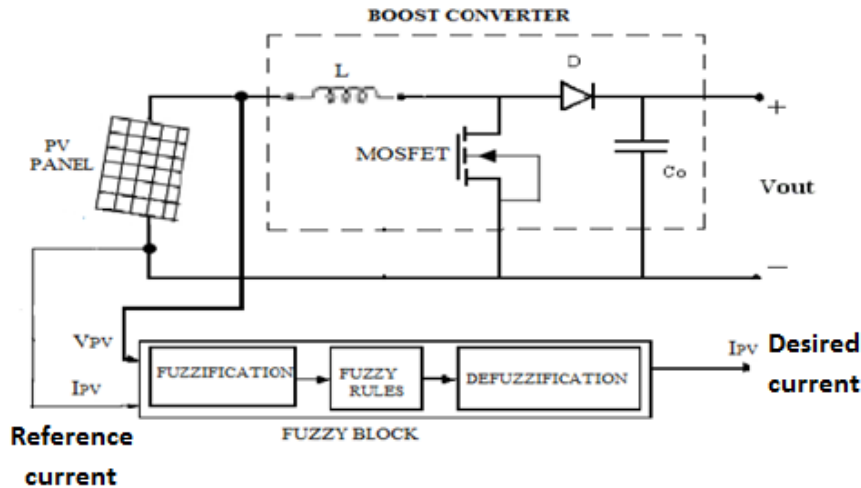 BOOST CONVERTER
L
D
PV
PANEL
MOSFET
Co
+
Vout
−
VPV
IPV
FUZZIFICATION
FUZZY
RULES
DEFUZZIFICATION
IPV
Desired
current
Reference
current
FUZZY BLOCK